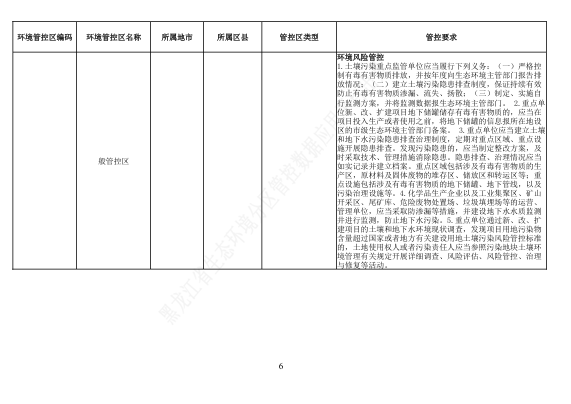 环境管控区编码 环境管控区名称 所属地市 所属区县 管控区类型 管控要求
环境风险管控
1.土壤污染重点监管单位应当履行下列义务：（一）严格控
制有毒有害物质排放，并按年度向生态环境主管部门报告排
放情况；（二）建立土壤污染隐患排查制度，保证持续有效
防止有毒有害物质渗漏、流失、扬散；（三）制定、实施自
行监测方案，并将监测数据报生态环境主管部门。 2.重点单
位新、改、扩建项目地下储罐储存有毒有害物质的，应当在
项目投入生产或者使用之前，将地下储罐的信息报所在地设
区的市级生态环境主管部门备案。 3.重点单位应当建立土壤
和地下水污染隐患排查治理制度，定期对重点区域、重点设
施开展隐患排查。发现污染隐患的，应当制定整改方案，及
时采取技术、管理措施消除隐患。隐患排查、治理情况应当
如实记录并建立档案。重点区域包括涉及有毒有害物质的生
产区，原材料及固体废物的堆存区、储放区和转运区等；重
点设施包括涉及有毒有害物质的地下储罐、地下管线，以及
污染治理设施等。4.化学品生产企业以及工业集聚区、矿山
开采区、尾矿库、危险废物处置场、垃圾填埋场等的运营、
管理单位，应当采取防渗漏等措施，并建设地下水水质监测
井进行监测，防止地下水污染。5.重点单位通过新、改、扩
建项目的土壤和地下水环境现状调查，发现项目用地污染物
含量超过国家或者地方有关建设用地土壤污染风险管控标准
的，土地使用权人或者污染责任人应当参照污染地块土壤环
境管理有关规定开展详细调查、风险评估、风险管控、治理
与修复等活动。
般管控区
6